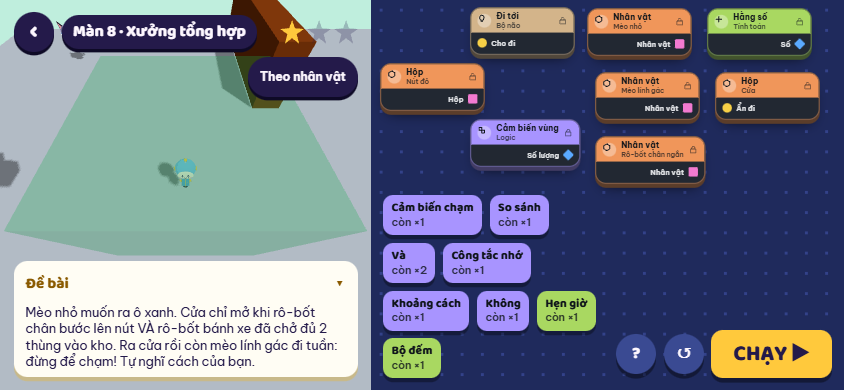 Màn 8 · Xưởng tổng hợp
Theo nhân vật
Đề bài
Mèo nhỏ muốn ra ô xanh. Cửa chỉ mở khi rô-bốt
chân bước lên nút VÀ rô-bốt bánh xe đã chở đủ 2
thùng vào kho. Ra cửa rồi còn mèo lính gác đi tuần:
đừng để chạm! Tự nghĩ cách của bạn.
Đi tới
Bộ não
Cho đi
Nhân vật
Mèo nhỏ
Nhân vật
Hằng số
Tính toán
Số
Hộp
Nút đỏ
Hộp
Nhân vật
Mèo lính gác
Nhân vật
Hộp
Cửa
Ẩn đi
Cảm biến vùng
Logic
Số lượng
Nhân vật
Rô-bốt chân ngắn
Nhân vật
Cảm biến chạm
còn ×1
So sánh
còn ×1
Và
còn ×2
Công tắc nhớ
còn ×1
Khoảng cách
còn ×1
Không
còn ×1
Hẹn giờ
còn ×1
Bộ đếm
còn ×1
?
CHẠY